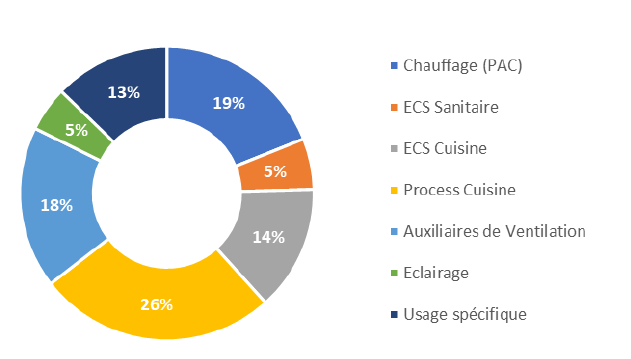 13%
19%
5%
5%
18%
14%
26%
Chauffage (PAC)
ECS Sanitaire
ECS Cuisine
Process Cuisine
Auxiliaires de Ventilation
Eclairage
Usage spécifique